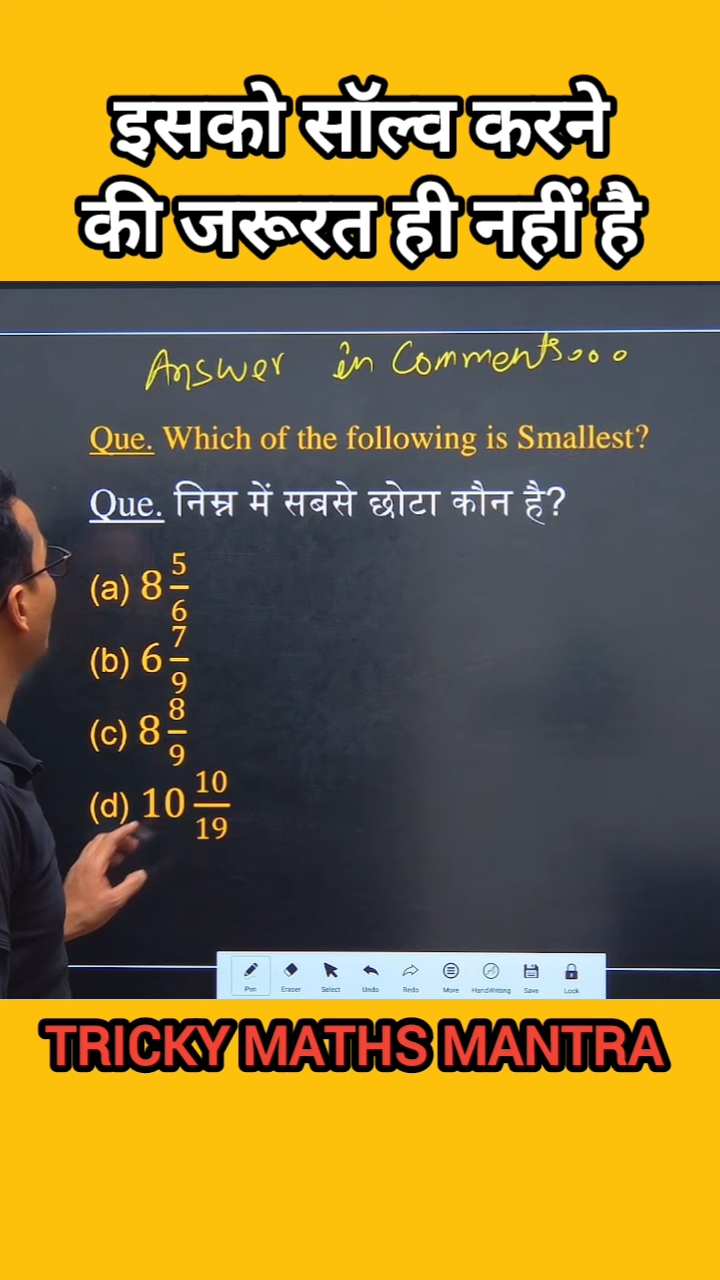 इसको सॉल्व करने
की जरूरत ही नहीं है
Answer in Comments...
Que. Which of the following is Smallest?
Que. निम्न में सबसे छोटा कौन है?
(a) 8 5/6
(b) 6 7/9
(c) 8 8/9
(d) 10 10/19
Pen Eraser Select Undo Redo More HandWriting Save Lock
TRICKY MATHS MANTRA